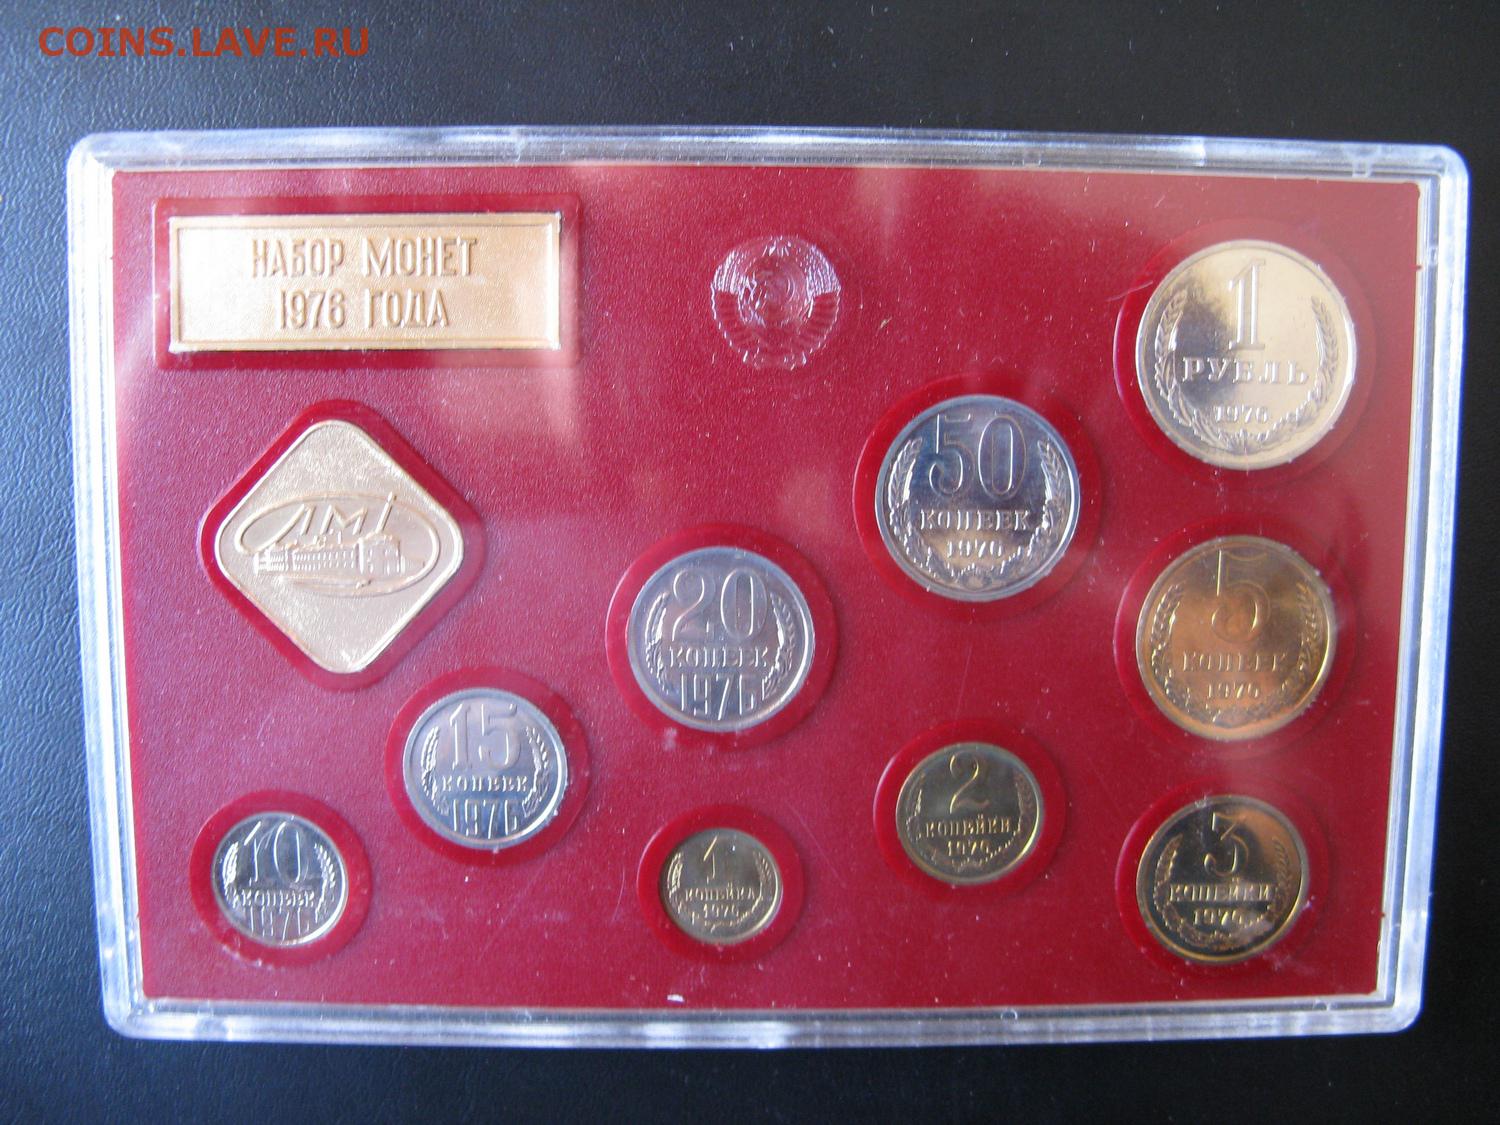 COINS.LAVE.RU
НАБОР МОНЕТ
1976 ГОДА
1
РУБЛЬ
1976
50
КОПЕЕК
1976
ЛМД
20
КОПЕЕК
1976
5
КОПЕЕК
1976
15
КОПЕЕК
1976
2
КОПЕЙКИ
1976
3
КОПЕЙКИ
1976
10
КОПЕЕК
1976
1
КОПЕЙКА
1976